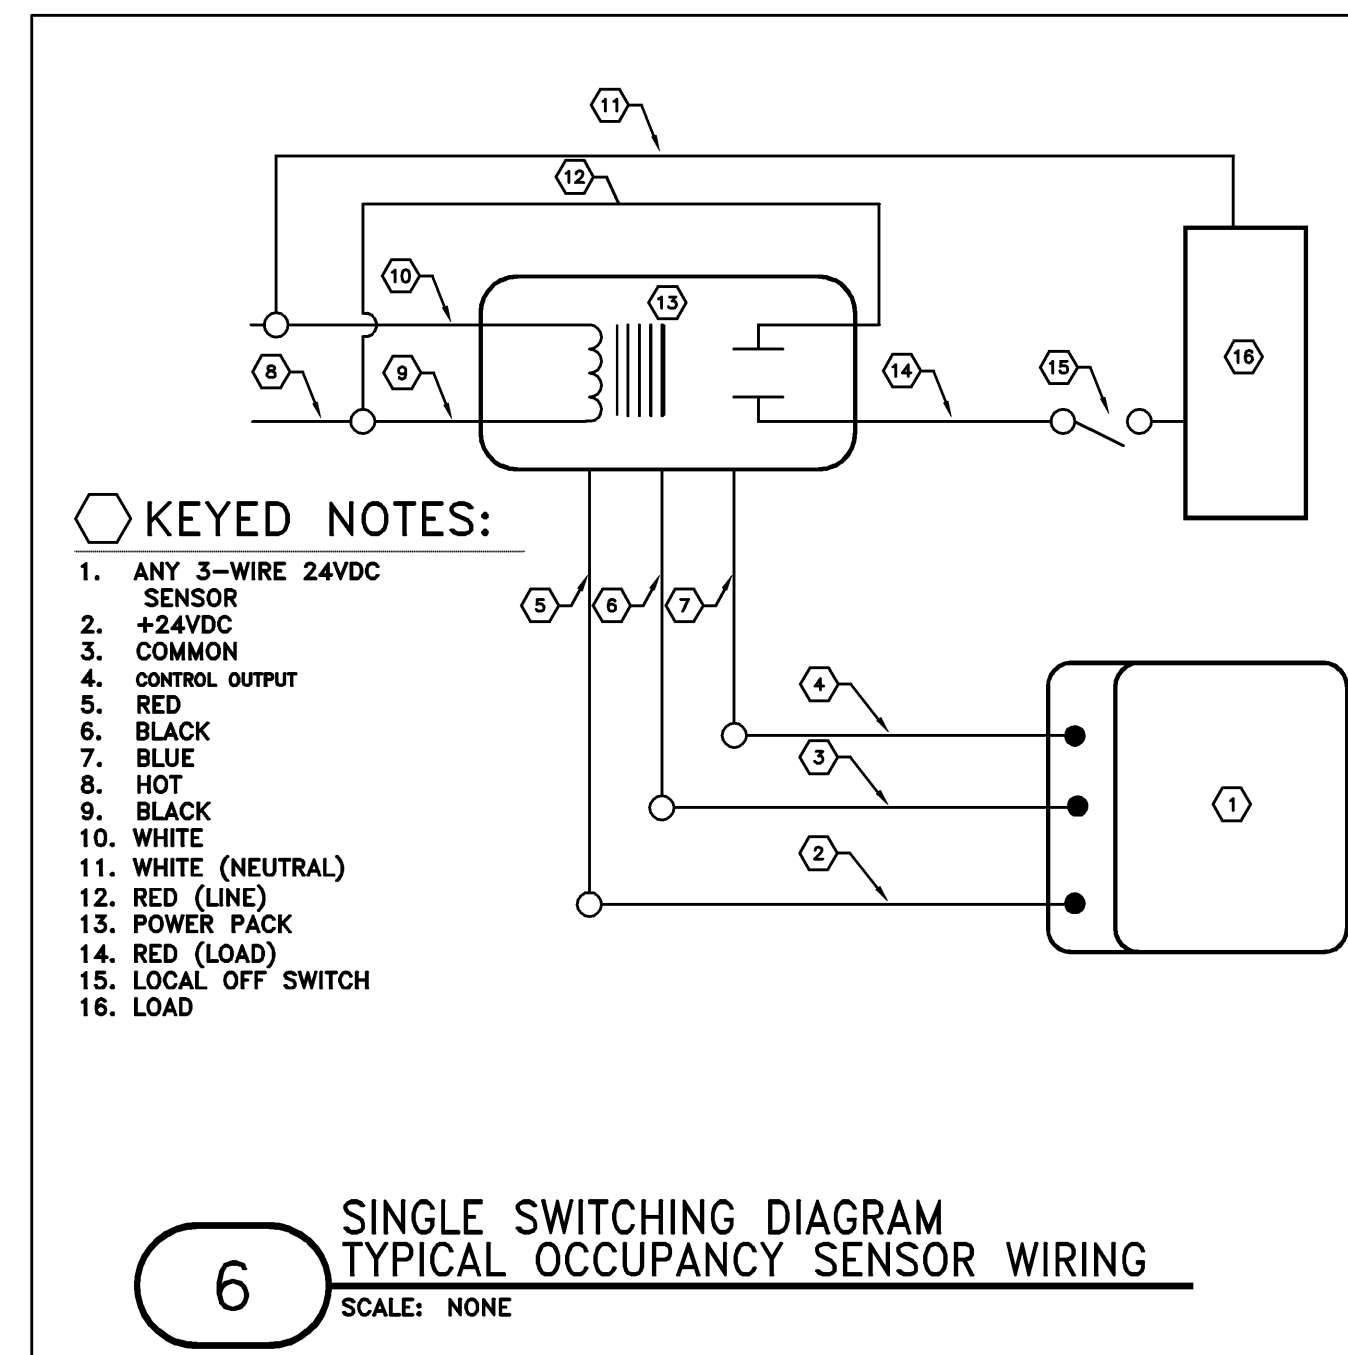 11
12
10
13
8
9
14
15
16
KEYED NOTES:
1. ANY 3-WIRE 24VDC
SENSOR
2. +24VDC
3. COMMON
4. CONTROL OUTPUT
5. RED
6. BLACK
7. BLUE
8. HOT
9. BLACK
10. WHITE
11. WHITE (NEUTRAL)
12. RED (LINE)
13. POWER PACK
14. RED (LOAD)
15. LOCAL OFF SWITCH
16. LOAD
5
6
7
4
3
2
1
6
SINGLE SWITCHING DIAGRAM
TYPICAL OCCUPANCY SENSOR WIRING
SCALE: NONE